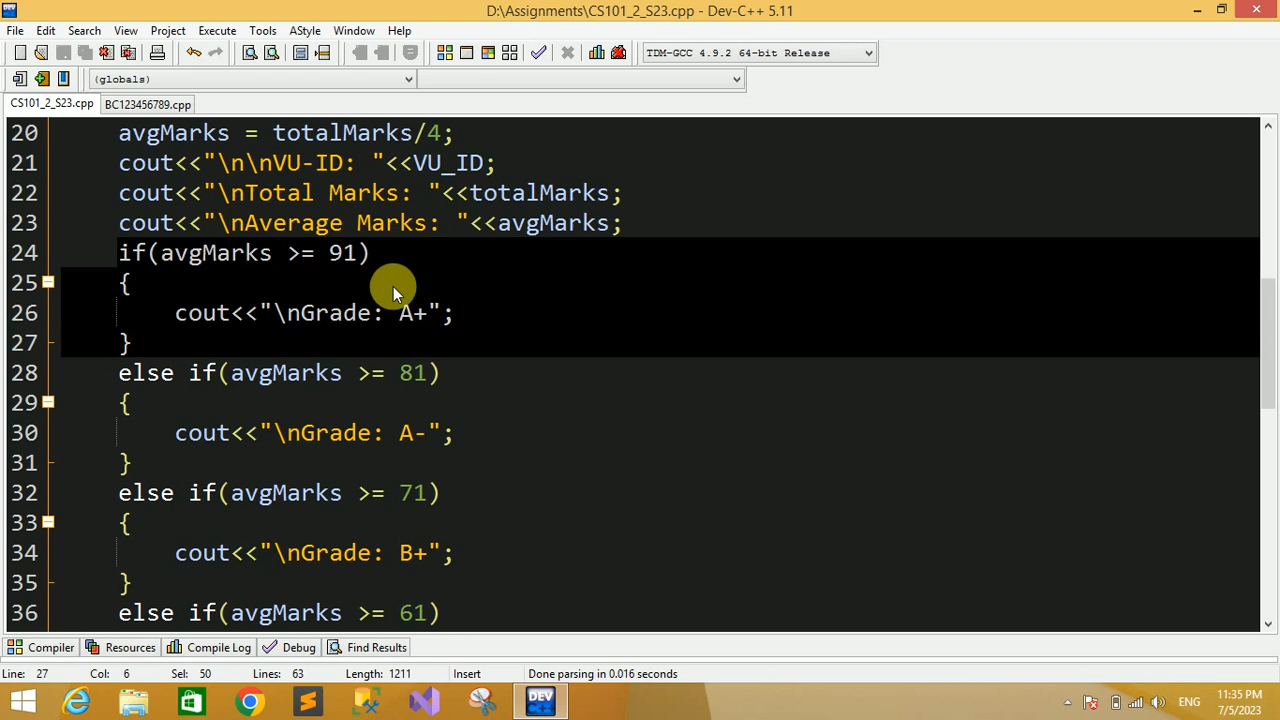 D:\Assignments\CS101_2_S23.cpp - Dev-C++ 5.11
File Edit Search View Project Execute Tools AStyle Window Help
TDM-GCC 4.9.2 64-bit Release
(globals)
CS101_2_S23.cpp BC123456789.cpp
20 avgMarks = totalMarks/4;
21 cout<<"\n\nVU-ID: "<<VU_ID;
22 cout<<"\nTotal Marks: "<<totalMarks;
23 cout<<"\nAverage Marks: "<<avgMarks;
24 if(avgMarks >= 91)
25 {
26 cout<<"\nGrade: A+";
27 }
28 else if(avgMarks >= 81)
29 {
30 cout<<"\nGrade: A-";
31 }
32 else if(avgMarks >= 71)
33 {
34 cout<<"\nGrade: B+";
35 }
36 else if(avgMarks >= 61)
Compiler Resources Compile Log Debug Find Results
Line: 27 Col: 6 Sel: 50 Lines: 63 Length: 1211 Insert Done parsing in 0.016 seconds
DEV C++
ENG
11:35 PM
7/5/2023